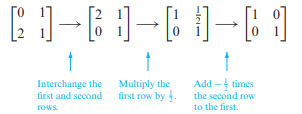 [0 1; 2 1] → [2 1; 0 1] → [1 1/2; 0 1] → [1 0; 0 1]
Interchange the
first and second
rows.
Multiply the
first row by 1/2.
Add − 1/2 times
the second row
to the first.